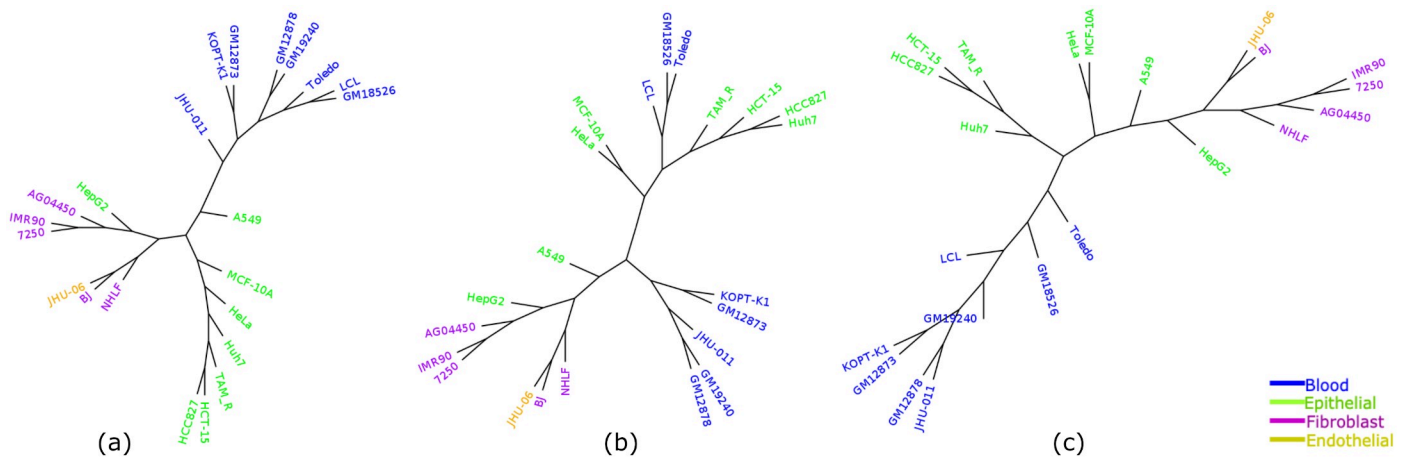 KOPT-K1
GM12873
GM12878
GM19240
Toledo
LCL
GM18526
JHU-011
HepG2
AG04450
IMR90
7250
A549
JHU-06
BJ
NHLF
MCF-10A
HeLa
Huh7
TAM_R
HCT-15
HCC827
(a)
GM18526
Toledo
LCL
TAM_R
HCT-15
HCC827
Huh7
MCF-10A
HeLa
A549
HepG2
AG04450
IMR90
7250
JHU-06
BJ
NHLF
KOPT-K1
GM12873
JHU-011
GM19240
GM12878
(b)
HCT-15
HCC827
TAM_R
Huh7
HeLa
MCF-10A
A549
JHU-06
BJ
IMR90
7250
AG04450
NHLF
HepG2
Toledo
GM18526
LCL
GM19240
KOPT-K1
GM12873
GM12878
JHU-011
(c)
Blood
Epithelial
Fibroblast
Endothelial